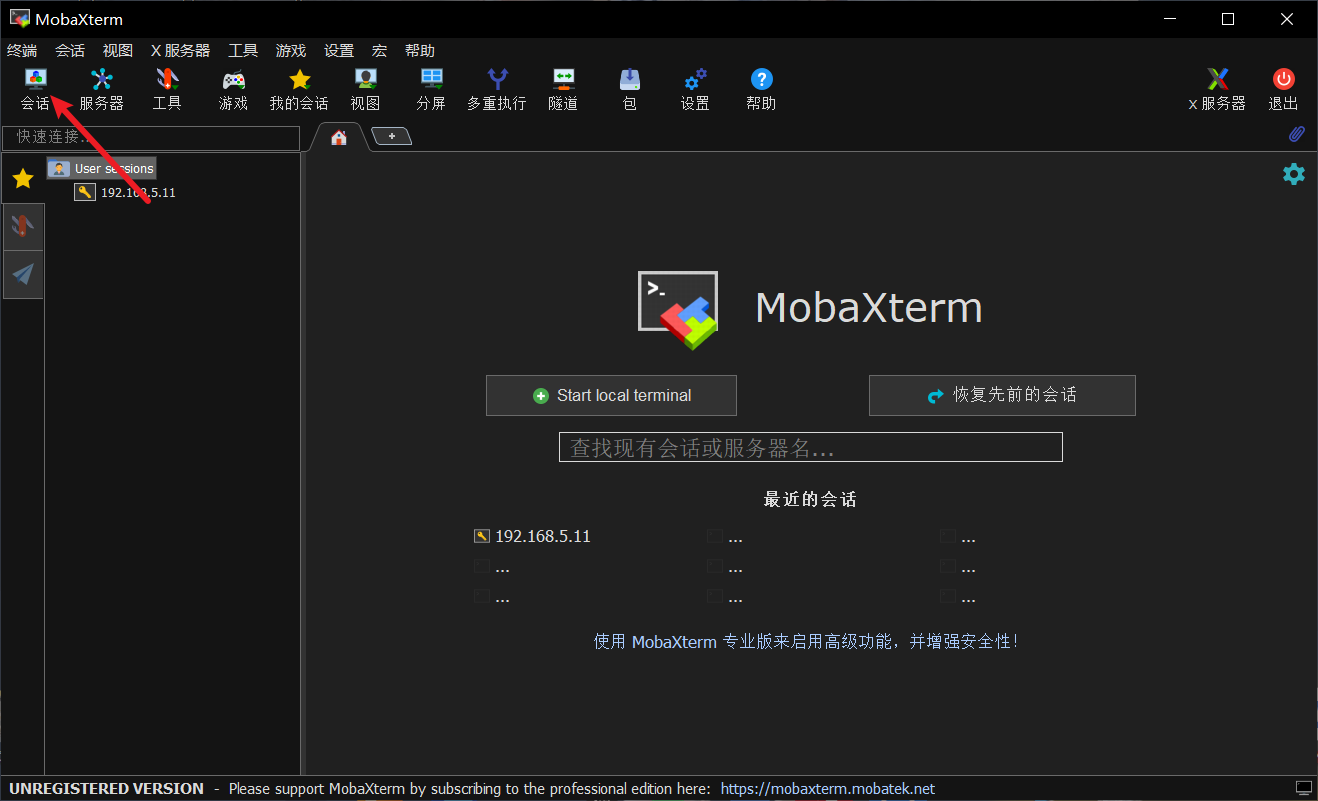 MobaXterm
终端 会话 视图 X 服务器 工具 游戏 设置 宏 帮助
会话 服务器 工具 游戏 我的会话 视图 分屏 多重执行 隧道 包 设置 帮助 X 服务器 退出
快速连接...
User sessions
192.168.5.11
MobaXterm
Start local terminal 恢复先前的会话
查找现有会话或服务器名...
最近的会话
192.168.5.11 ... ...
... ... ...
... ... ...
使用 MobaXterm 专业版来启用高级功能，并增强安全性！
UNREGISTERED VERSION - Please support MobaXterm by subscribing to the professional edition here: https://mobaxterm.mobatek.net